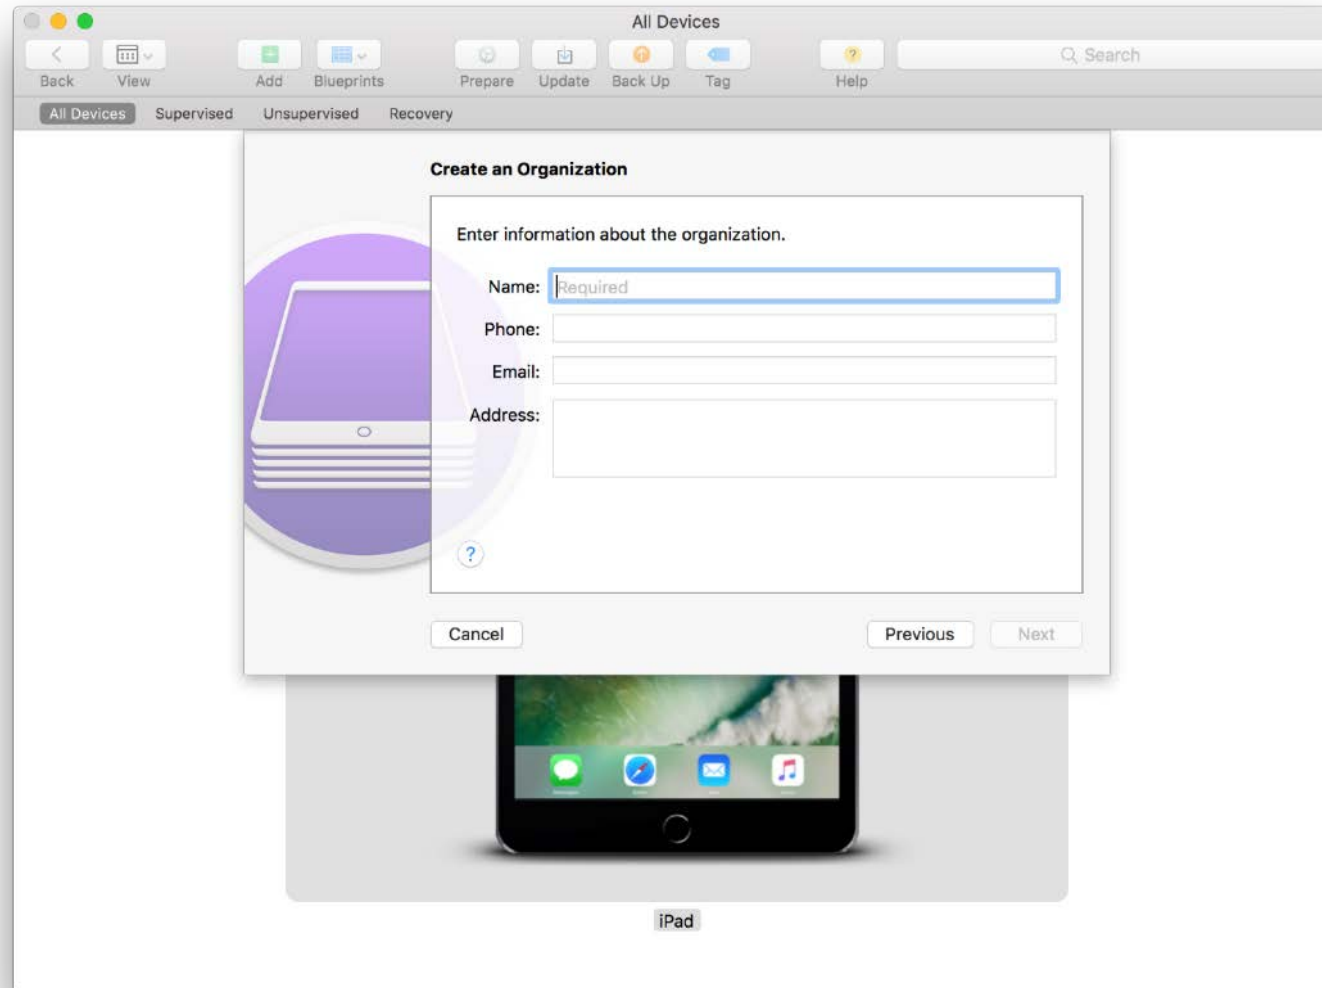 All Devices
Back View Add Blueprints Prepare Update Back Up Tag ? Help Search
All Devices Supervised Unsupervised Recovery
Create an Organization
Enter information about the organization.
Name: Required
Phone:
Email:
Address:
?
Cancel Previous Next
iPad